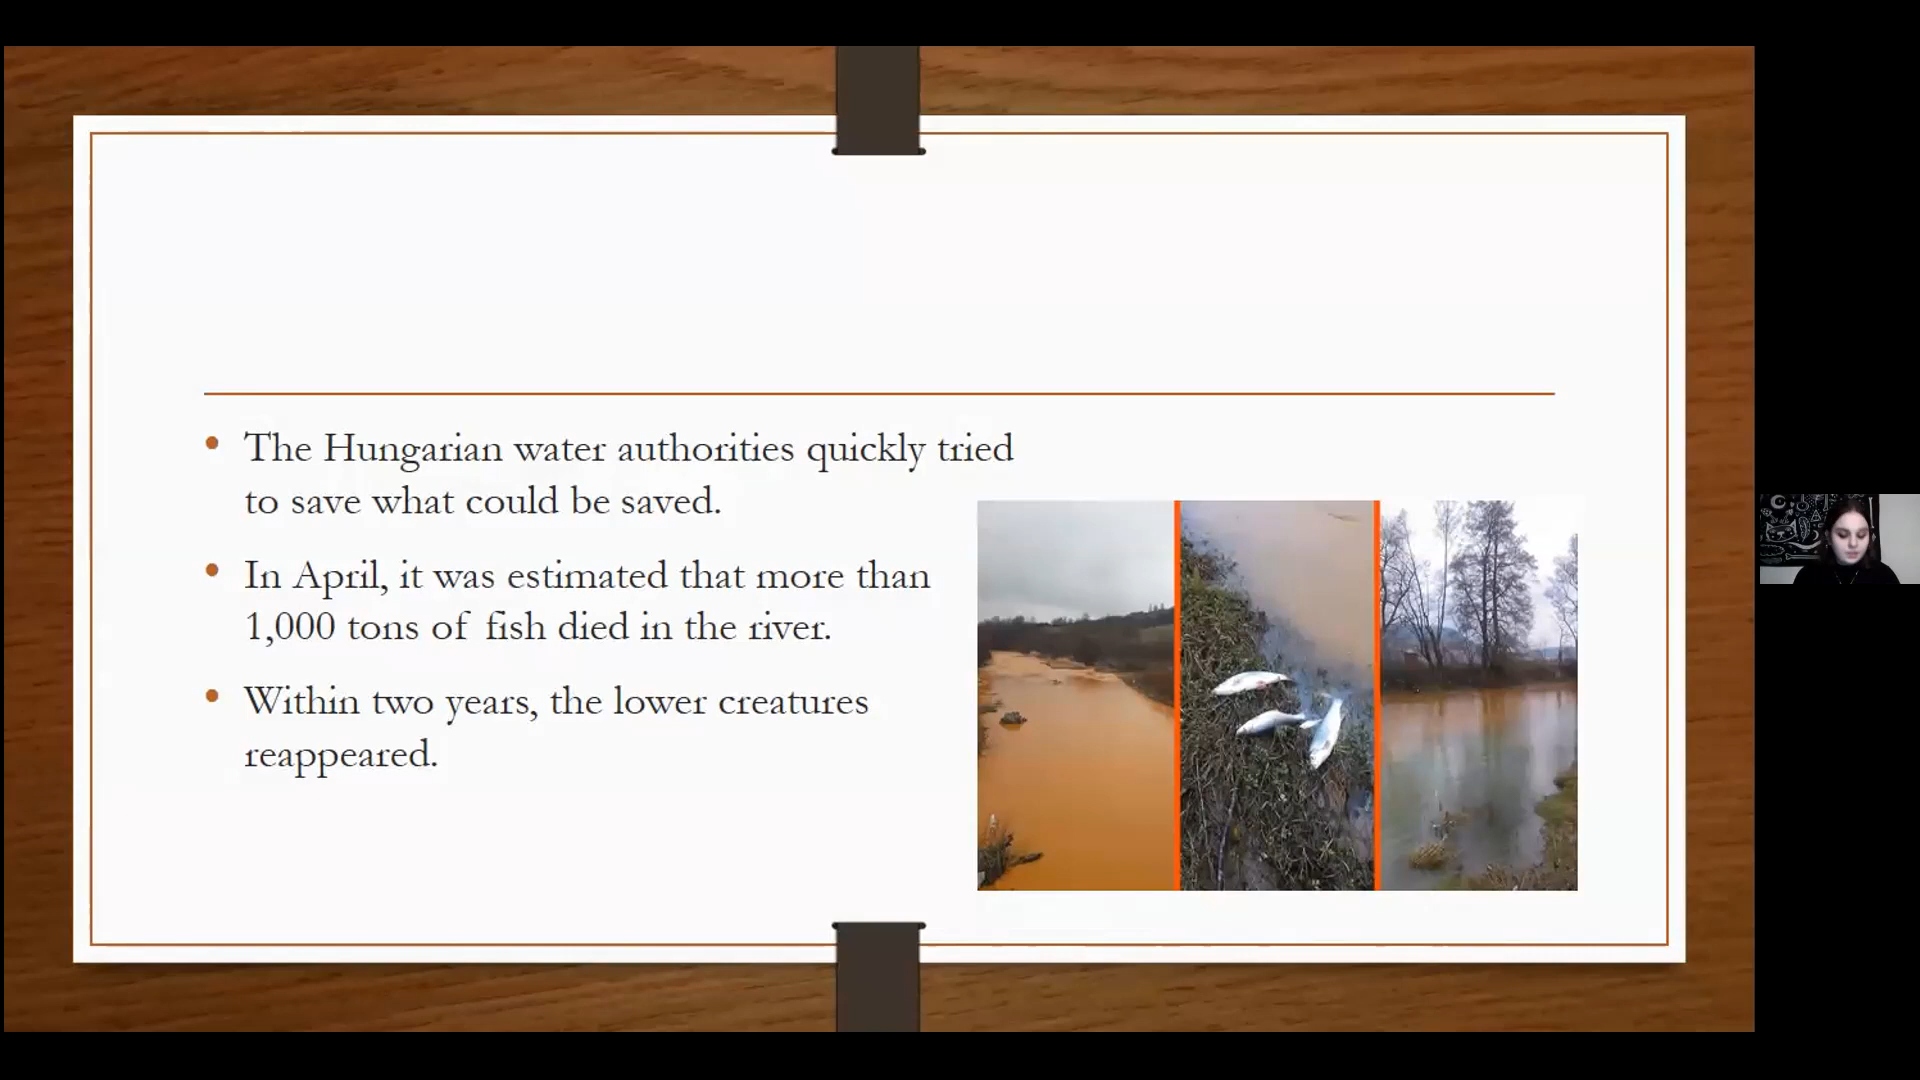 The Hungarian water authorities quickly tried
to save what could be saved.
In April, it was estimated that more than
1,000 tons of fish died in the river.
Within two years, the lower creatures
reappeared.